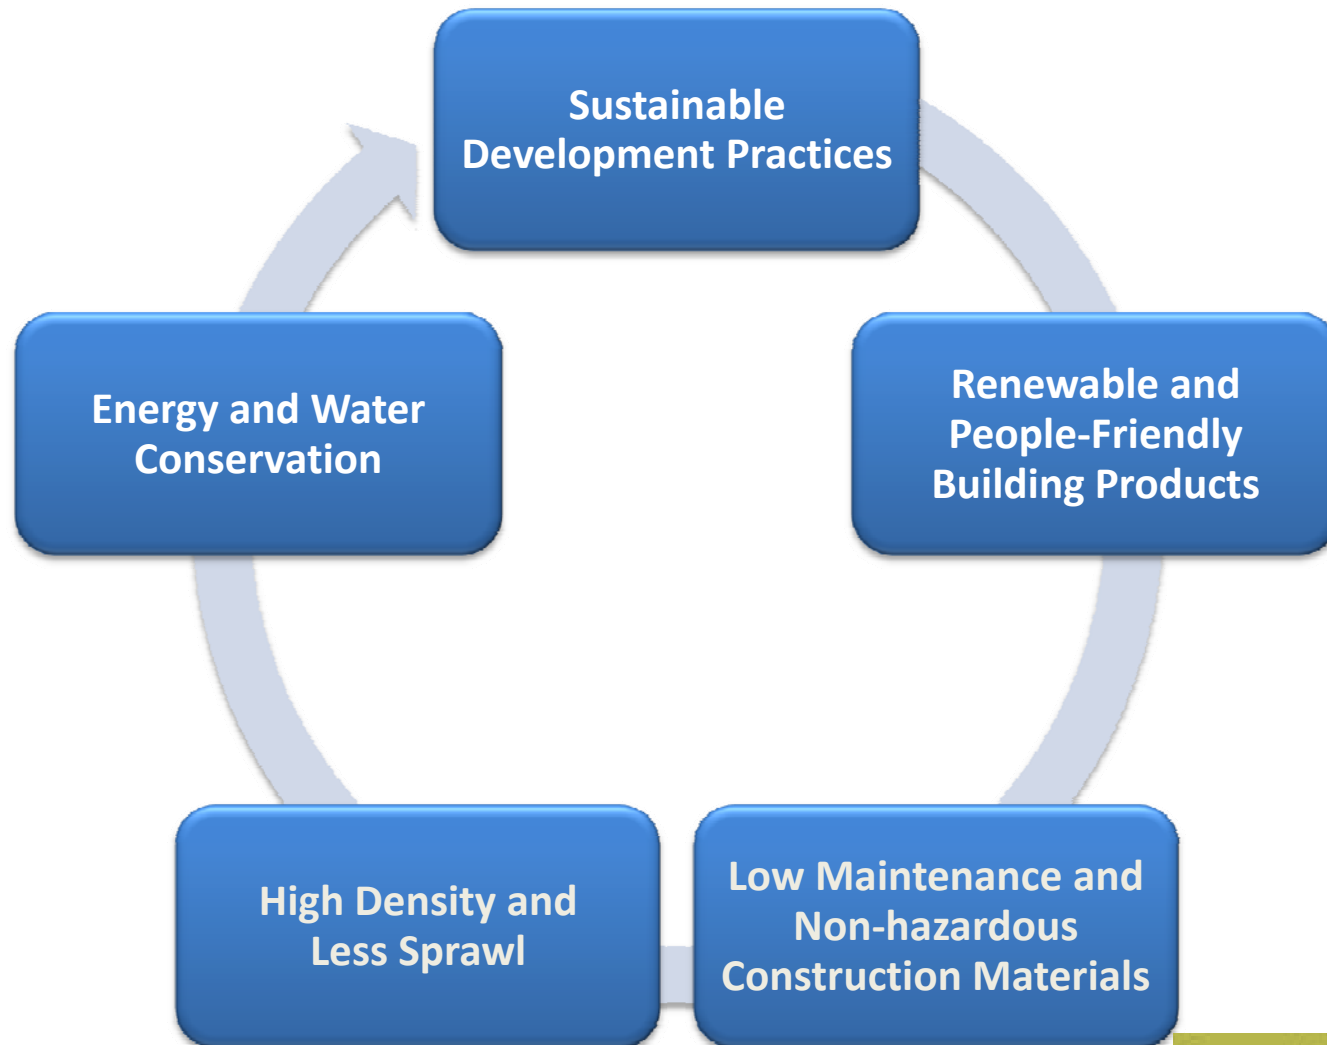 Sustainable
Development Practices
Renewable and
People-Friendly
Building Products
Low Maintenance and
Non-hazardous
Construction Materials
High Density and
Less Sprawl
Energy and Water
Conservation